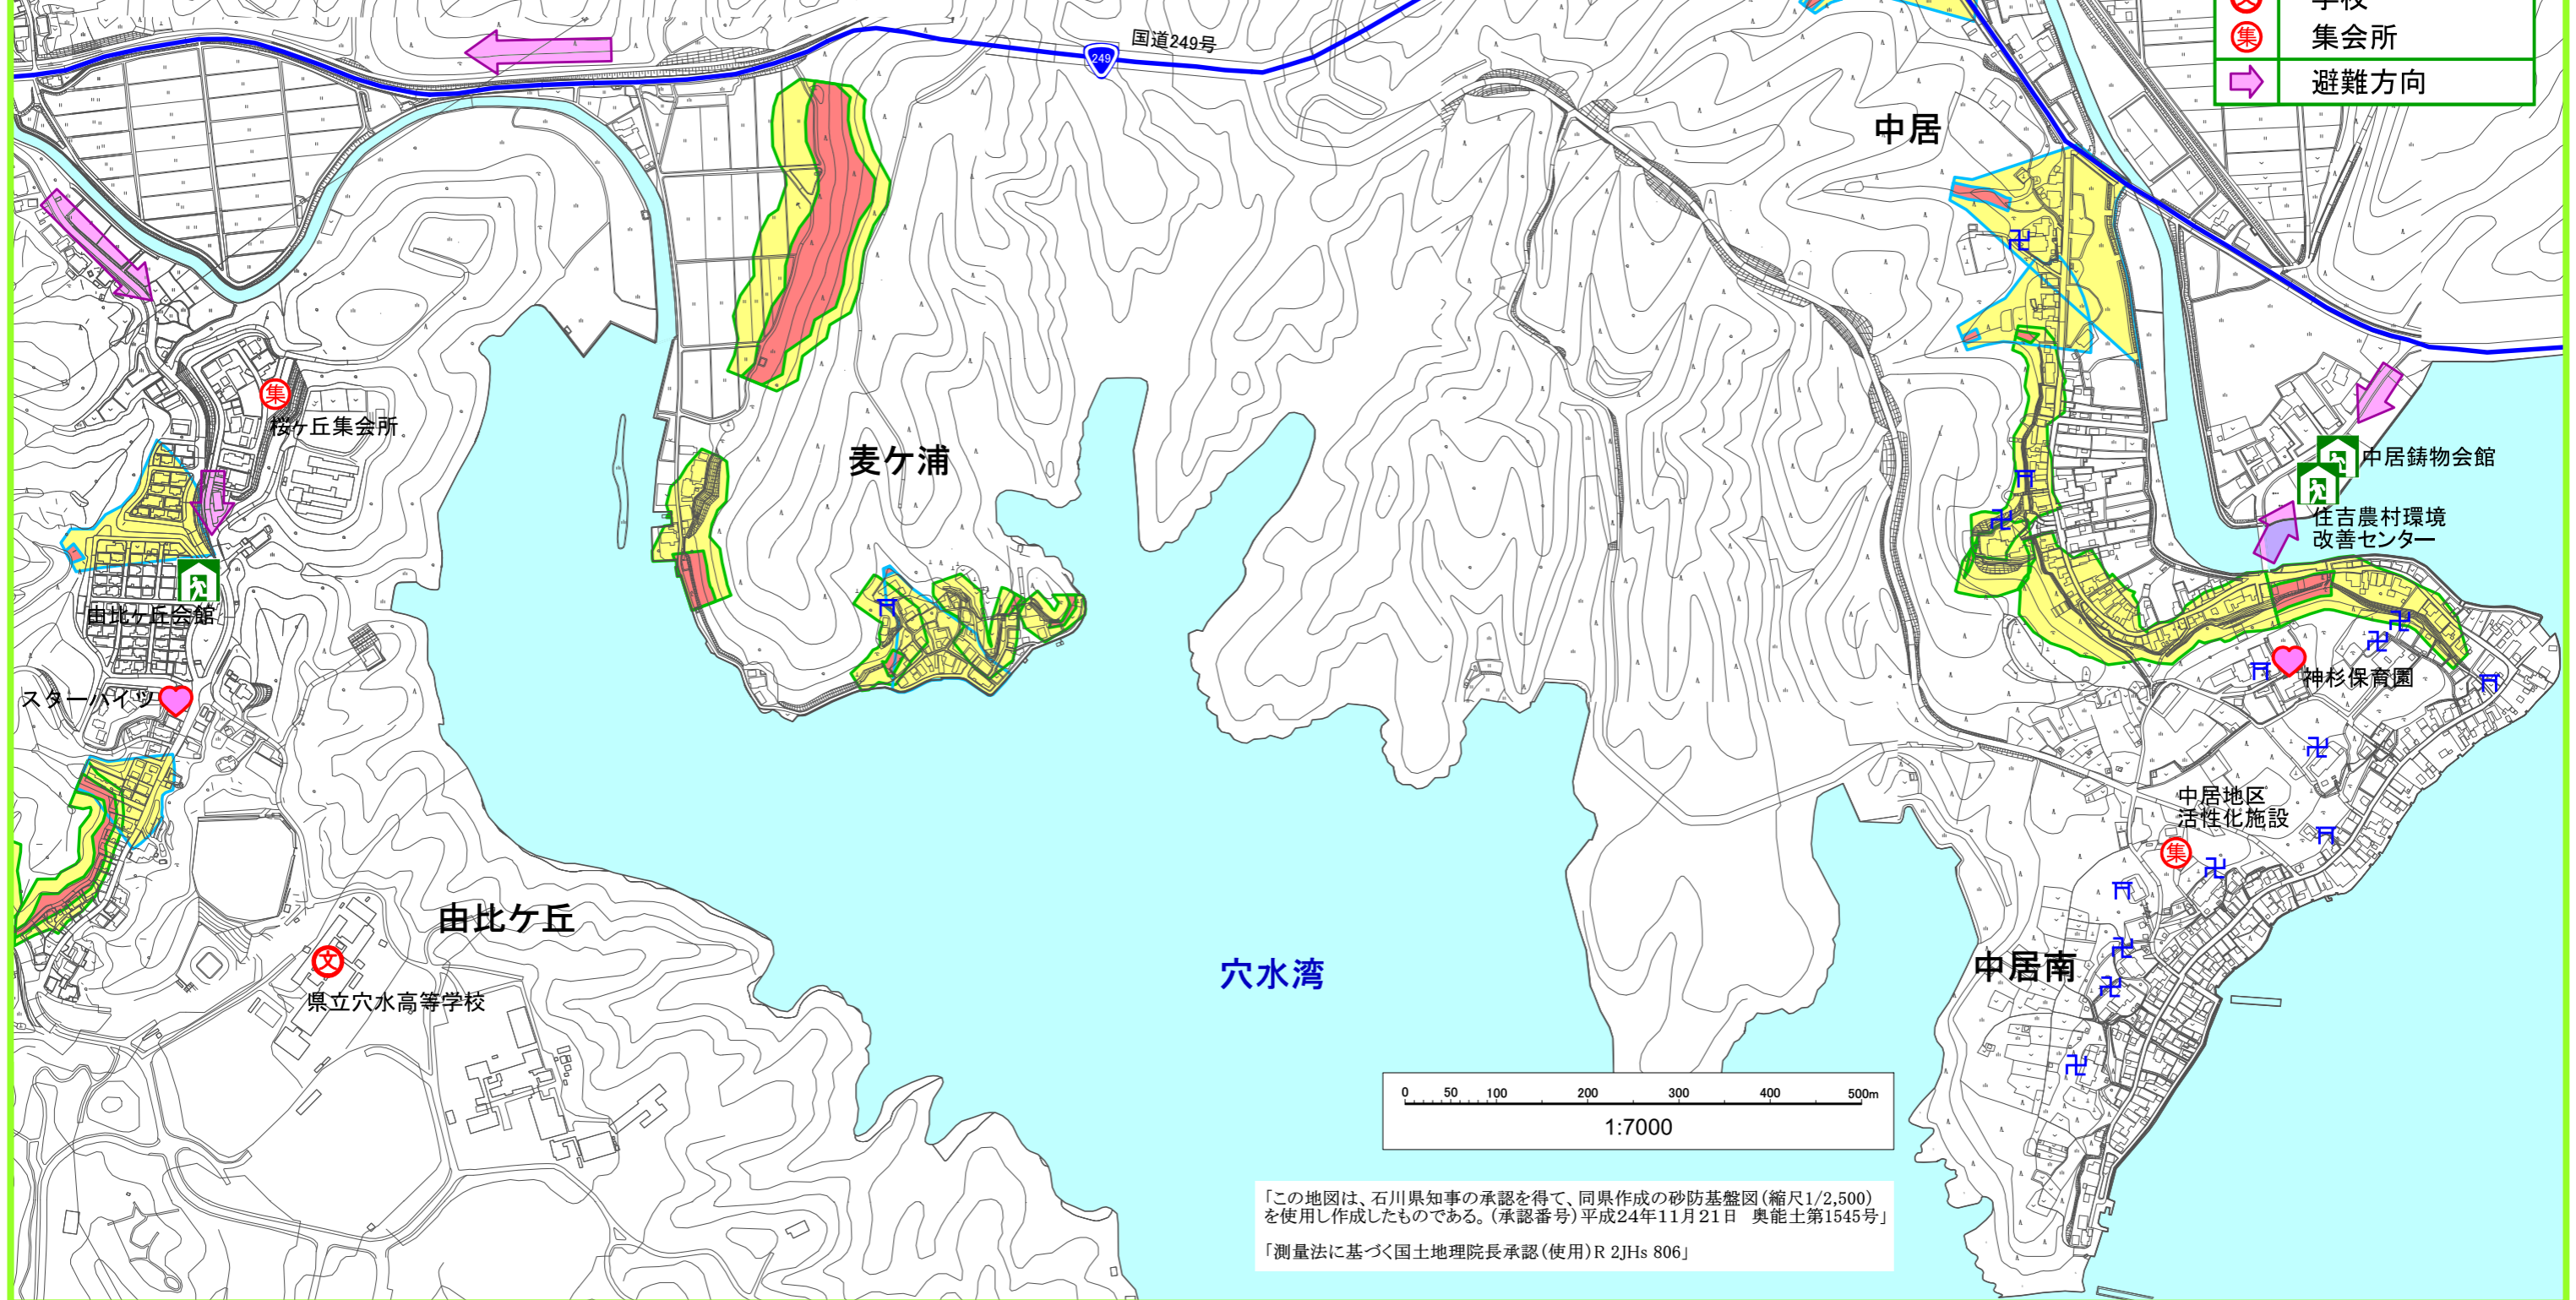 学校
集
集会所
避難方向
国道249号
249
中居
集
桜ケ丘集会所
麦ケ浦
中居鋳物会館
住吉農村環境
改善センター
由比ケ丘会館
スターハイツ
神杉保育園
中居地区
活性化施設
集
由比ケ丘
文
県立穴水高等学校
穴水湾
中居南
0 50 100 200 300 400 500m
1:7000
「この地図は、石川県知事の承認を得て、同県作成の砂防基盤図(縮尺1/2,500)
を使用し作成したものである。(承認番号)平成24年11月21日 奥能土第1545号」
「測量法に基づく国土地理院長承認(使用)R 2JHs 806」